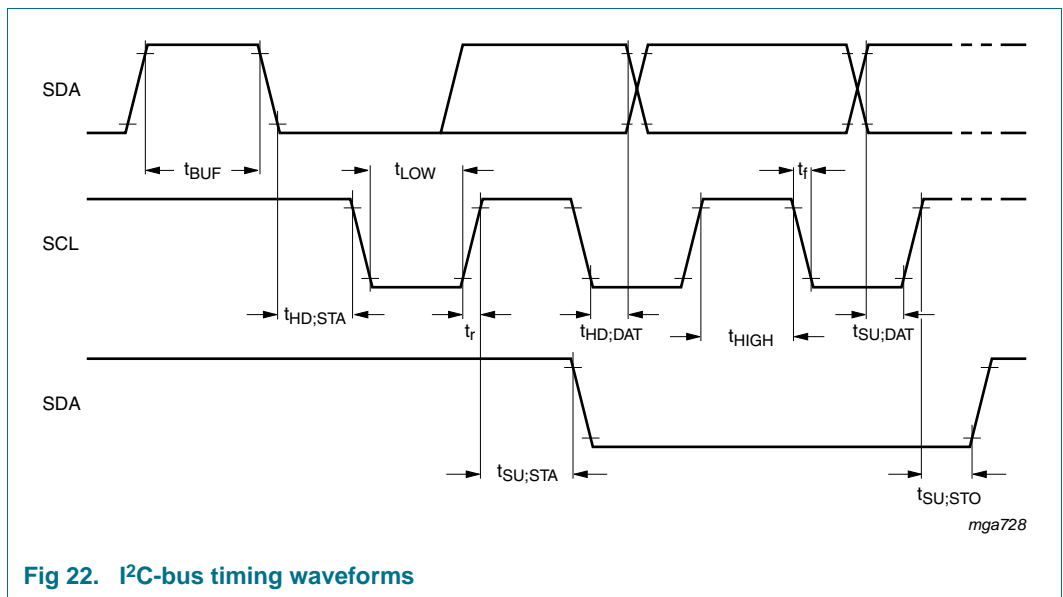 SDA
tBUF
tLOW
tf
SCL
tHD;STA
tr
tHD;DAT
tHIGH
tSU;DAT
SDA
tSU;STA
tSU;STO
mga728
Fig 22. I²C-bus timing waveforms